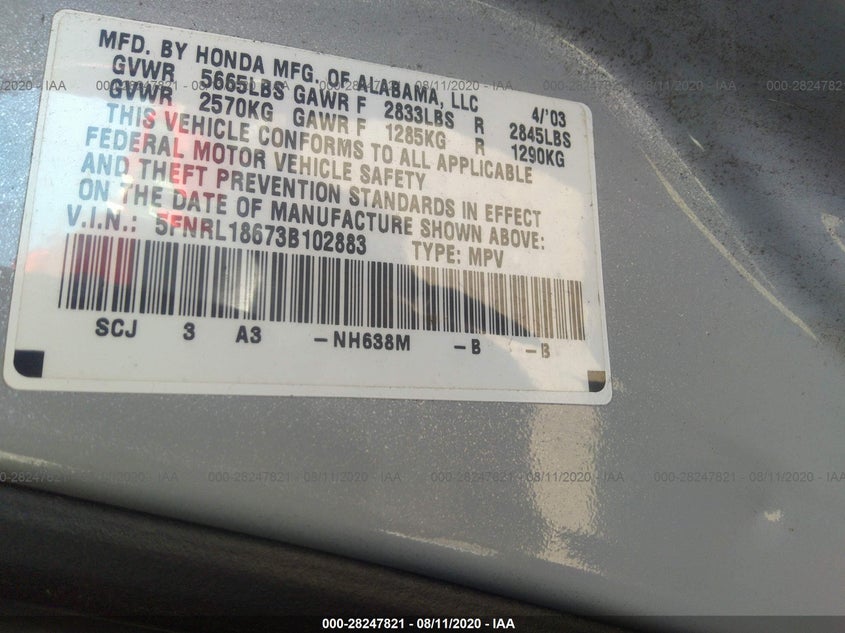 MFD. BY HONDA MFG. OF ALABAMA, LLC 4/'03
GVWR 5665LBS GAWR F 2833LBS R 2845LBS
GVWR 2570KG GAWR F 1285KG R 1290KG
THIS VEHICLE CONFORMS TO ALL APPLICABLE
FEDERAL MOTOR VEHICLE SAFETY
AND THEFT PREVENTION STANDARDS IN EFFECT
ON THE DATE OF MANUFACTURE SHOWN ABOVE:
V.I.N.: 5FNRL18673B102883 TYPE: MPV
SCJ 3 A3 -NH638M -B -B
000-28247821 - 08/11/2020 - IAA